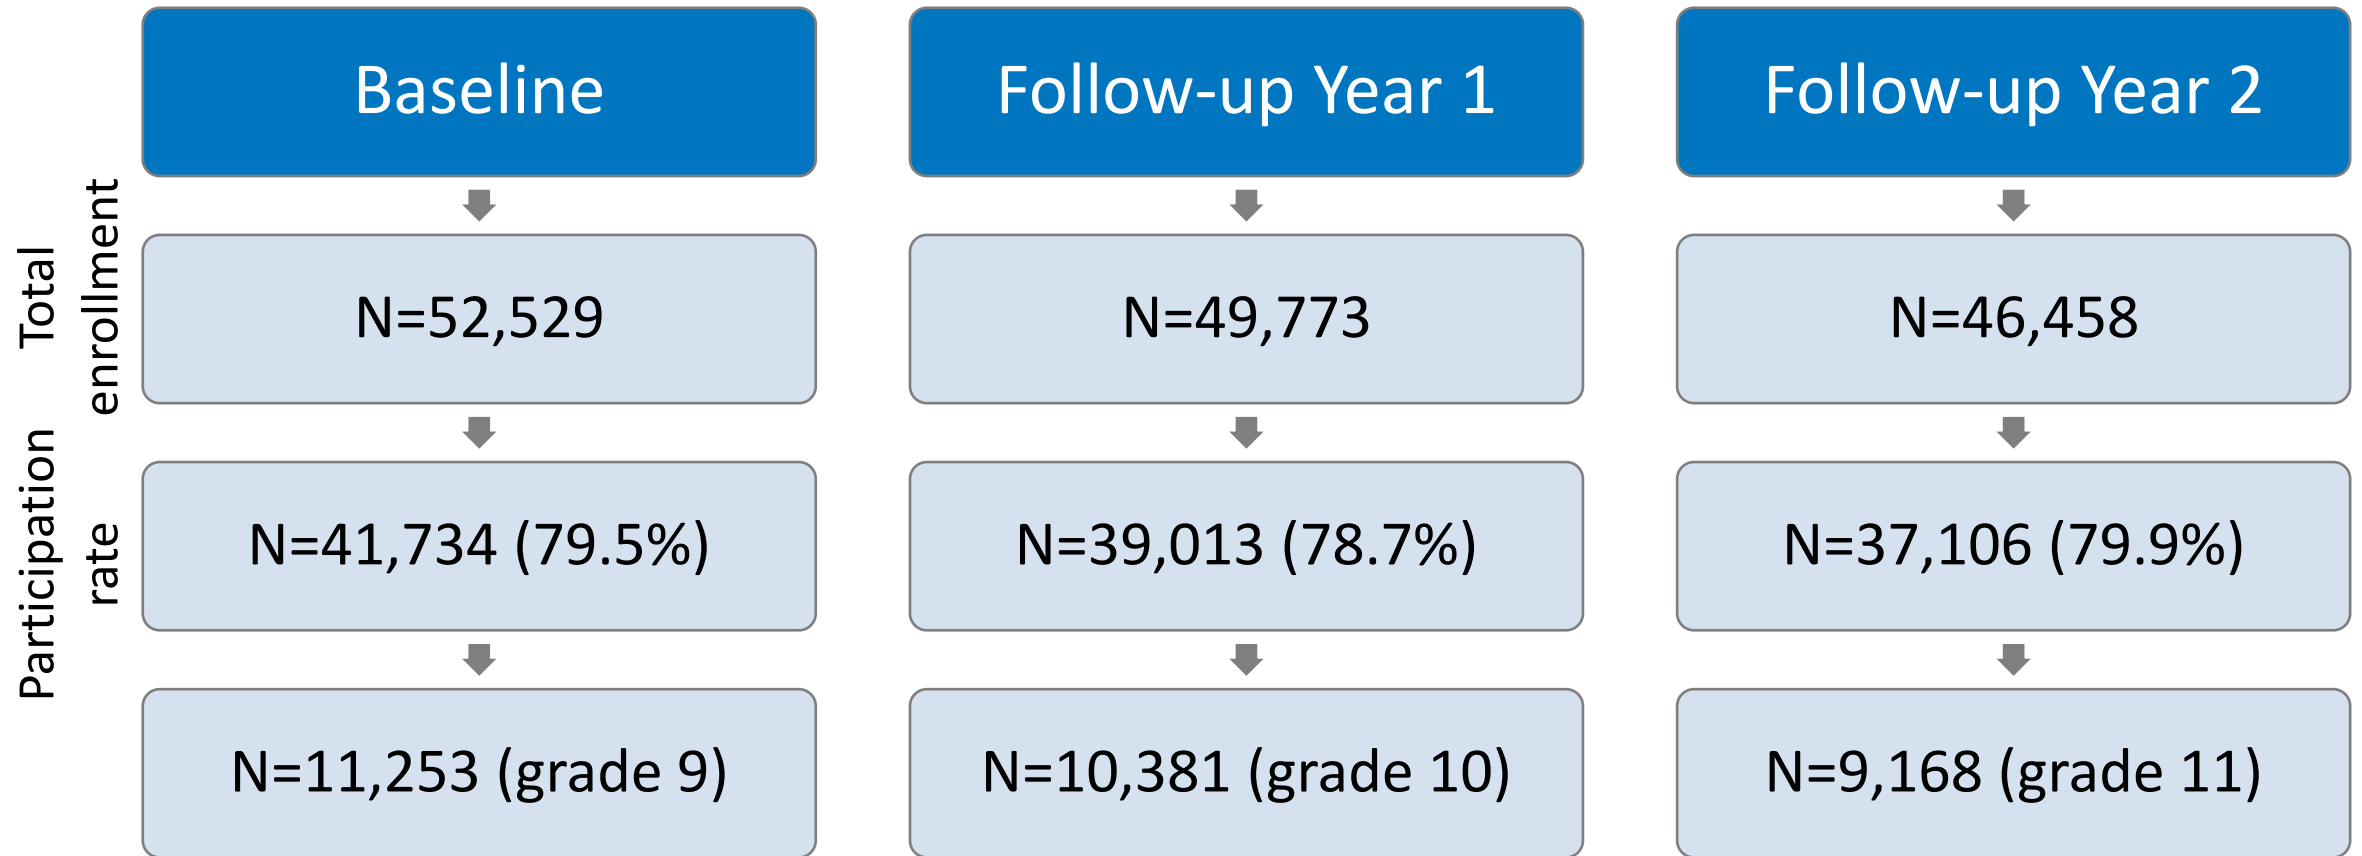 Baseline
Follow-up Year 1
Follow-up Year 2
Total
enrollment
N=52,529
N=49,773
N=46,458
Participation
rate
N=41,734 (79.5%)
N=39,013 (78.7%)
N=37,106 (79.9%)
N=11,253 (grade 9)
N=10,381 (grade 10)
N=9,168 (grade 11)